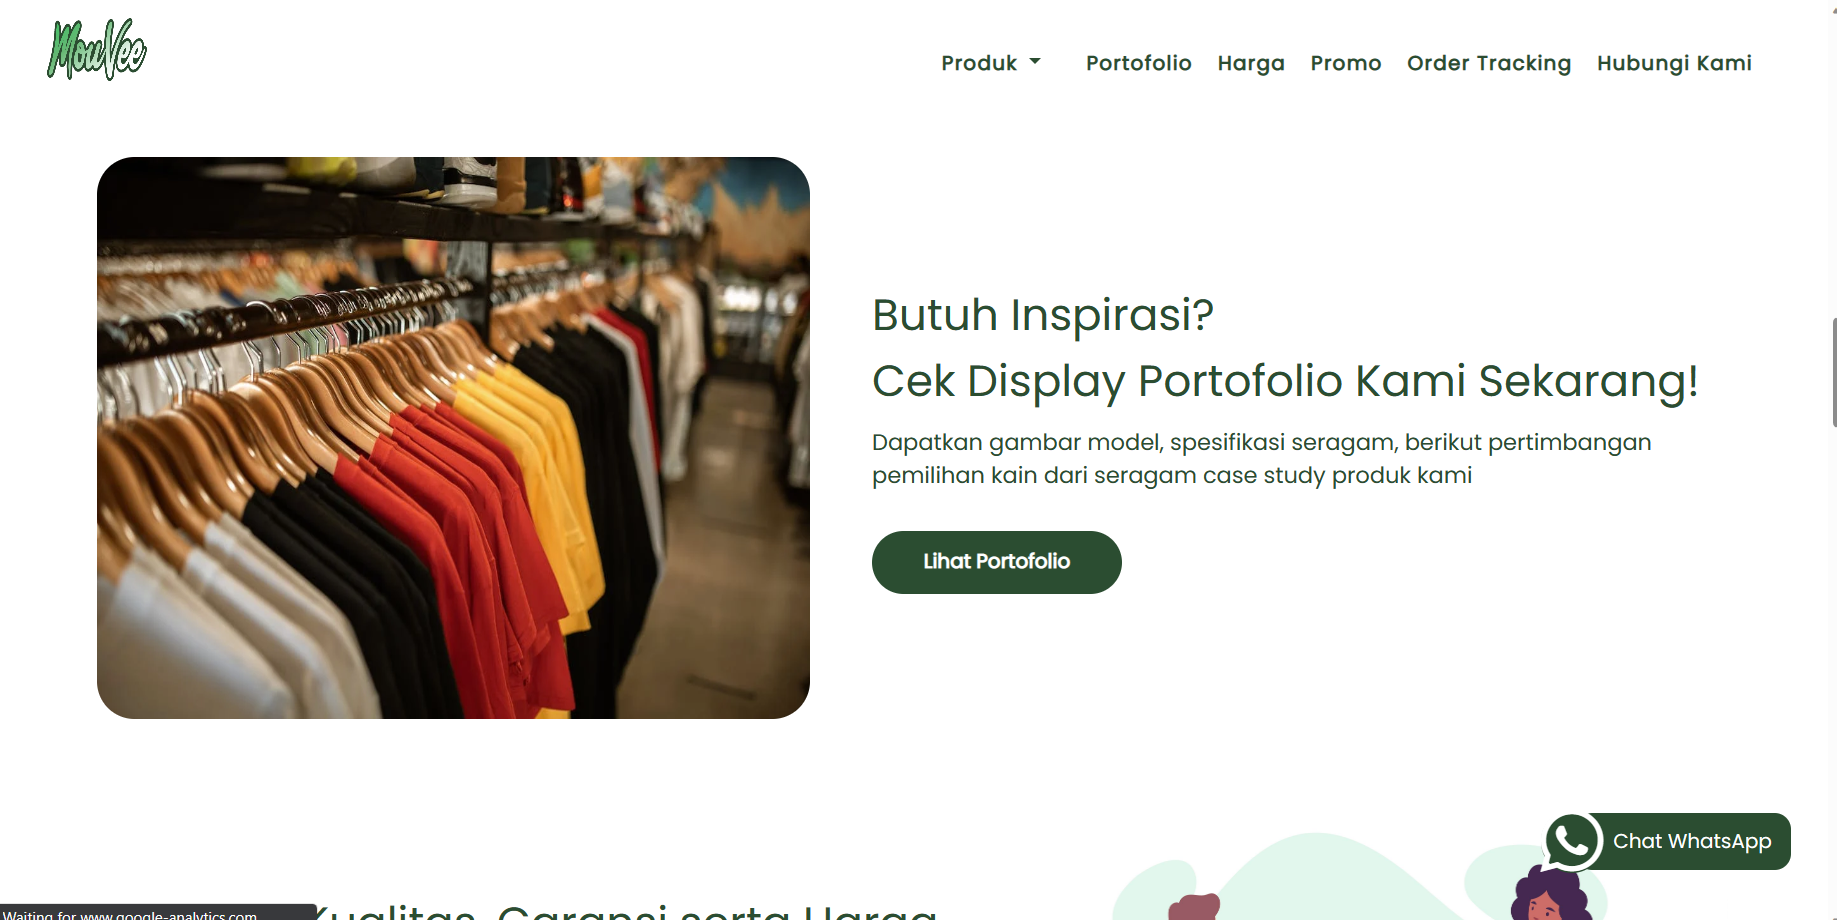 MouVee
Produk Portofolio Harga Promo Order Tracking Hubungi Kami
Butuh Inspirasi?
Cek Display Portofolio Kami Sekarang!
Dapatkan gambar model, spesifikasi seragam, berikut pertimbangan
pemilihan kain dari seragam case study produk kami
Lihat Portofolio
Chat WhatsApp
Kualitas, Garansi serta Harga
Waiting for www.google-analytics.com